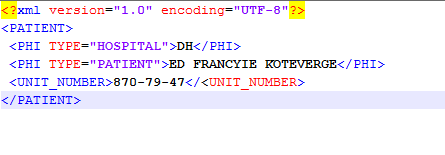 <?xml version="1.0" encoding="UTF-8"?>
<PATIENT>
<PHI TYPE="HOSPITAL">DH</PHI>
<PHI TYPE="PATIENT">ED FRANCYIE KOTEVERGE</PHI>
<UNIT_NUMBER>870-79-47</<UNIT_NUMBER>
</PATIENT>